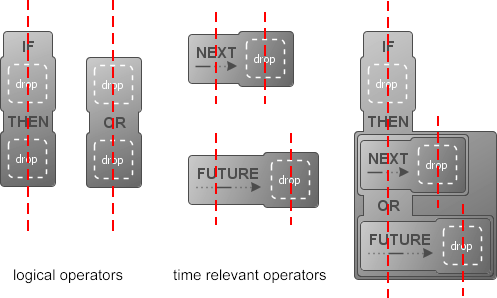 IF
drop
THEN
drop
drop
OR
drop
NEXT
drop
FUTURE
drop
IF
drop
THEN
NEXT
drop
OR
FUTURE
drop
logical operators
time relevant operators